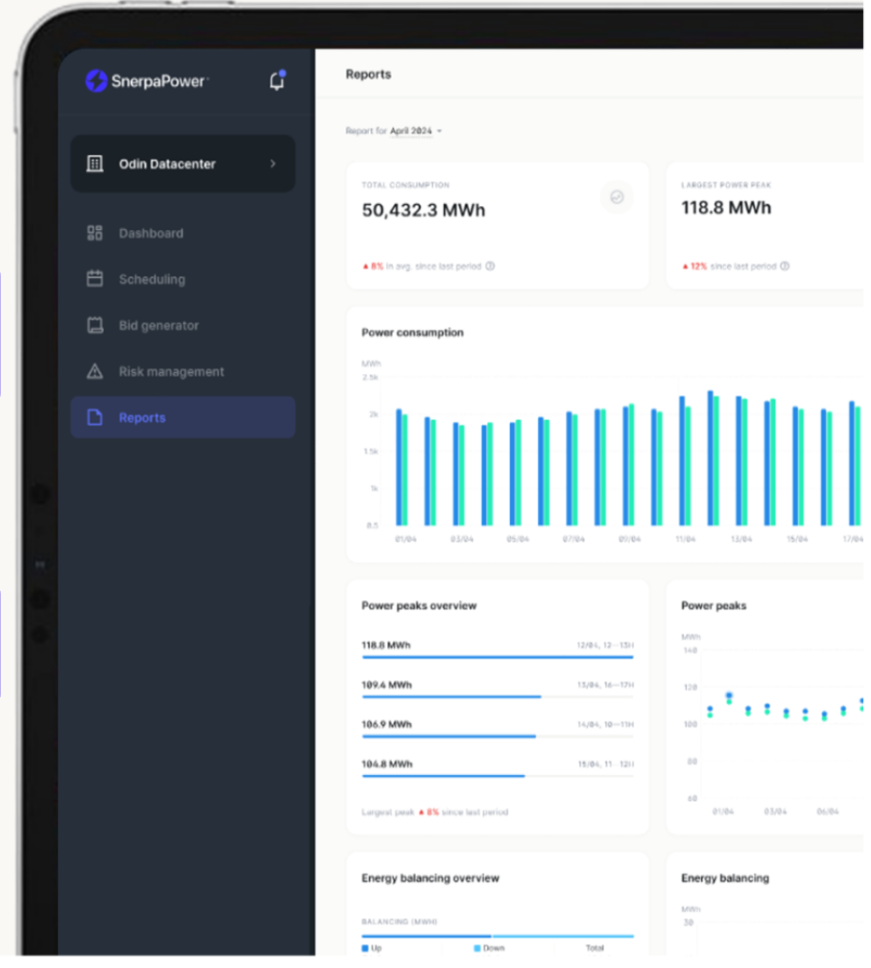 SnerpaPower
Odin Datacenter
Dashboard
Scheduling
Bid generator
Risk management
Reports
Reports
Report for April 2024
TOTAL CONSUMPTION
50,432.3 MWh
8% in avg. since last period
LARGEST POWER PEAK
118.8 MWh
12% since last period
Power consumption
MWh
2.5k
2k
1.5k
1k
0.5
01/04 03/04 05/04 07/04 09/04 11/04 13/04 15/04 17/04
Power peaks overview
118.8 MWh 12/04, 12–13H
109.4 MWh 13/04, 16–17H
106.9 MWh 14/04, 10–11H
104.8 MWh 15/04, 11–12H
Largest peak 8% since last period
Power peaks
MWh
140
120
100
80
60
01/04 03/04 06/04
Energy balancing overview
BALANCING (MWH)
Up Down Total
Energy balancing
MWh
30